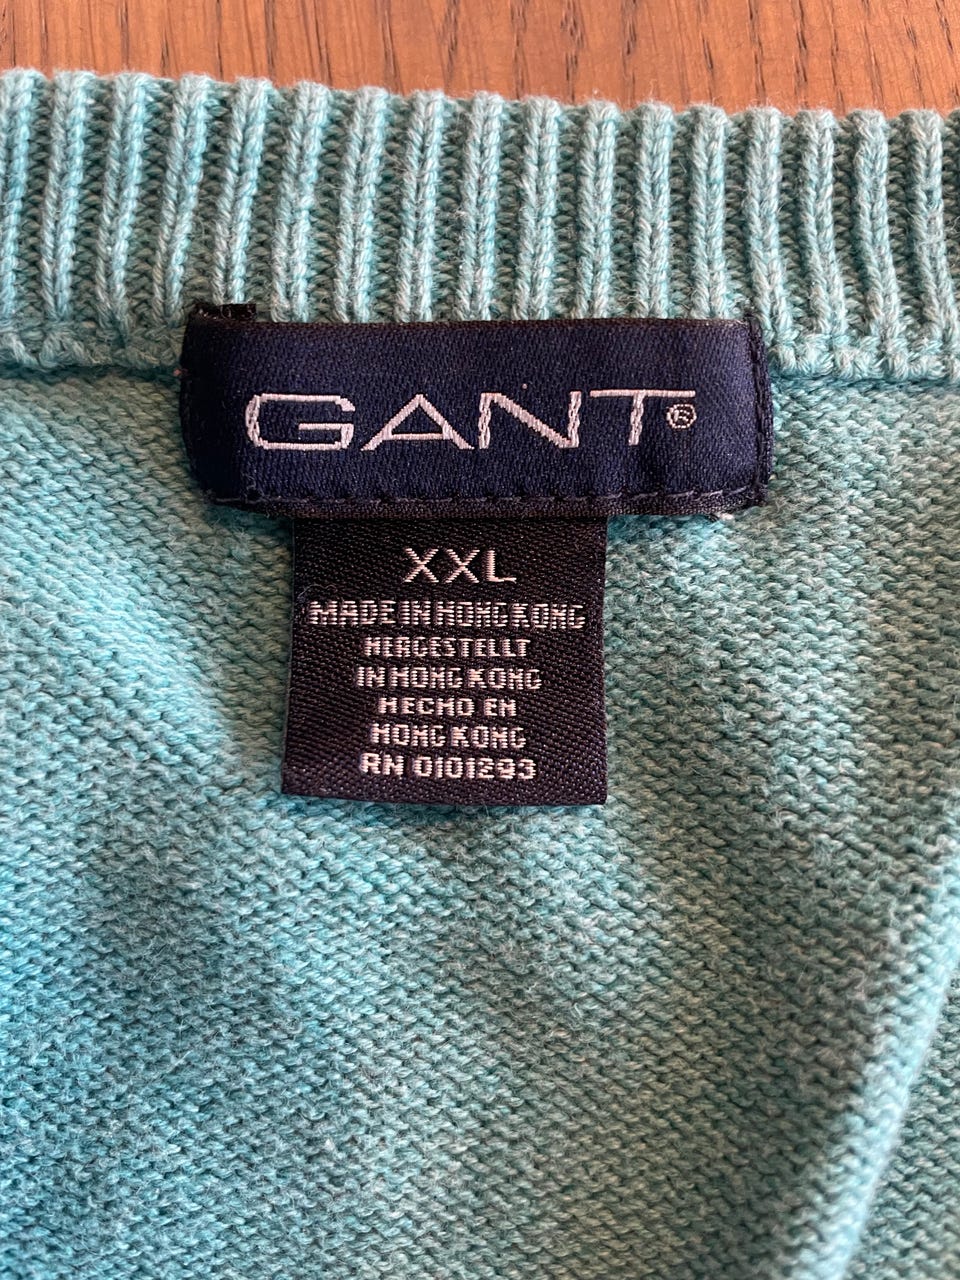 GANT®
XXL
MADE IN HONG KONG
HERGESTELLT
IN HONG KONG
HECHO EN
HONG KONG
RN 0101293